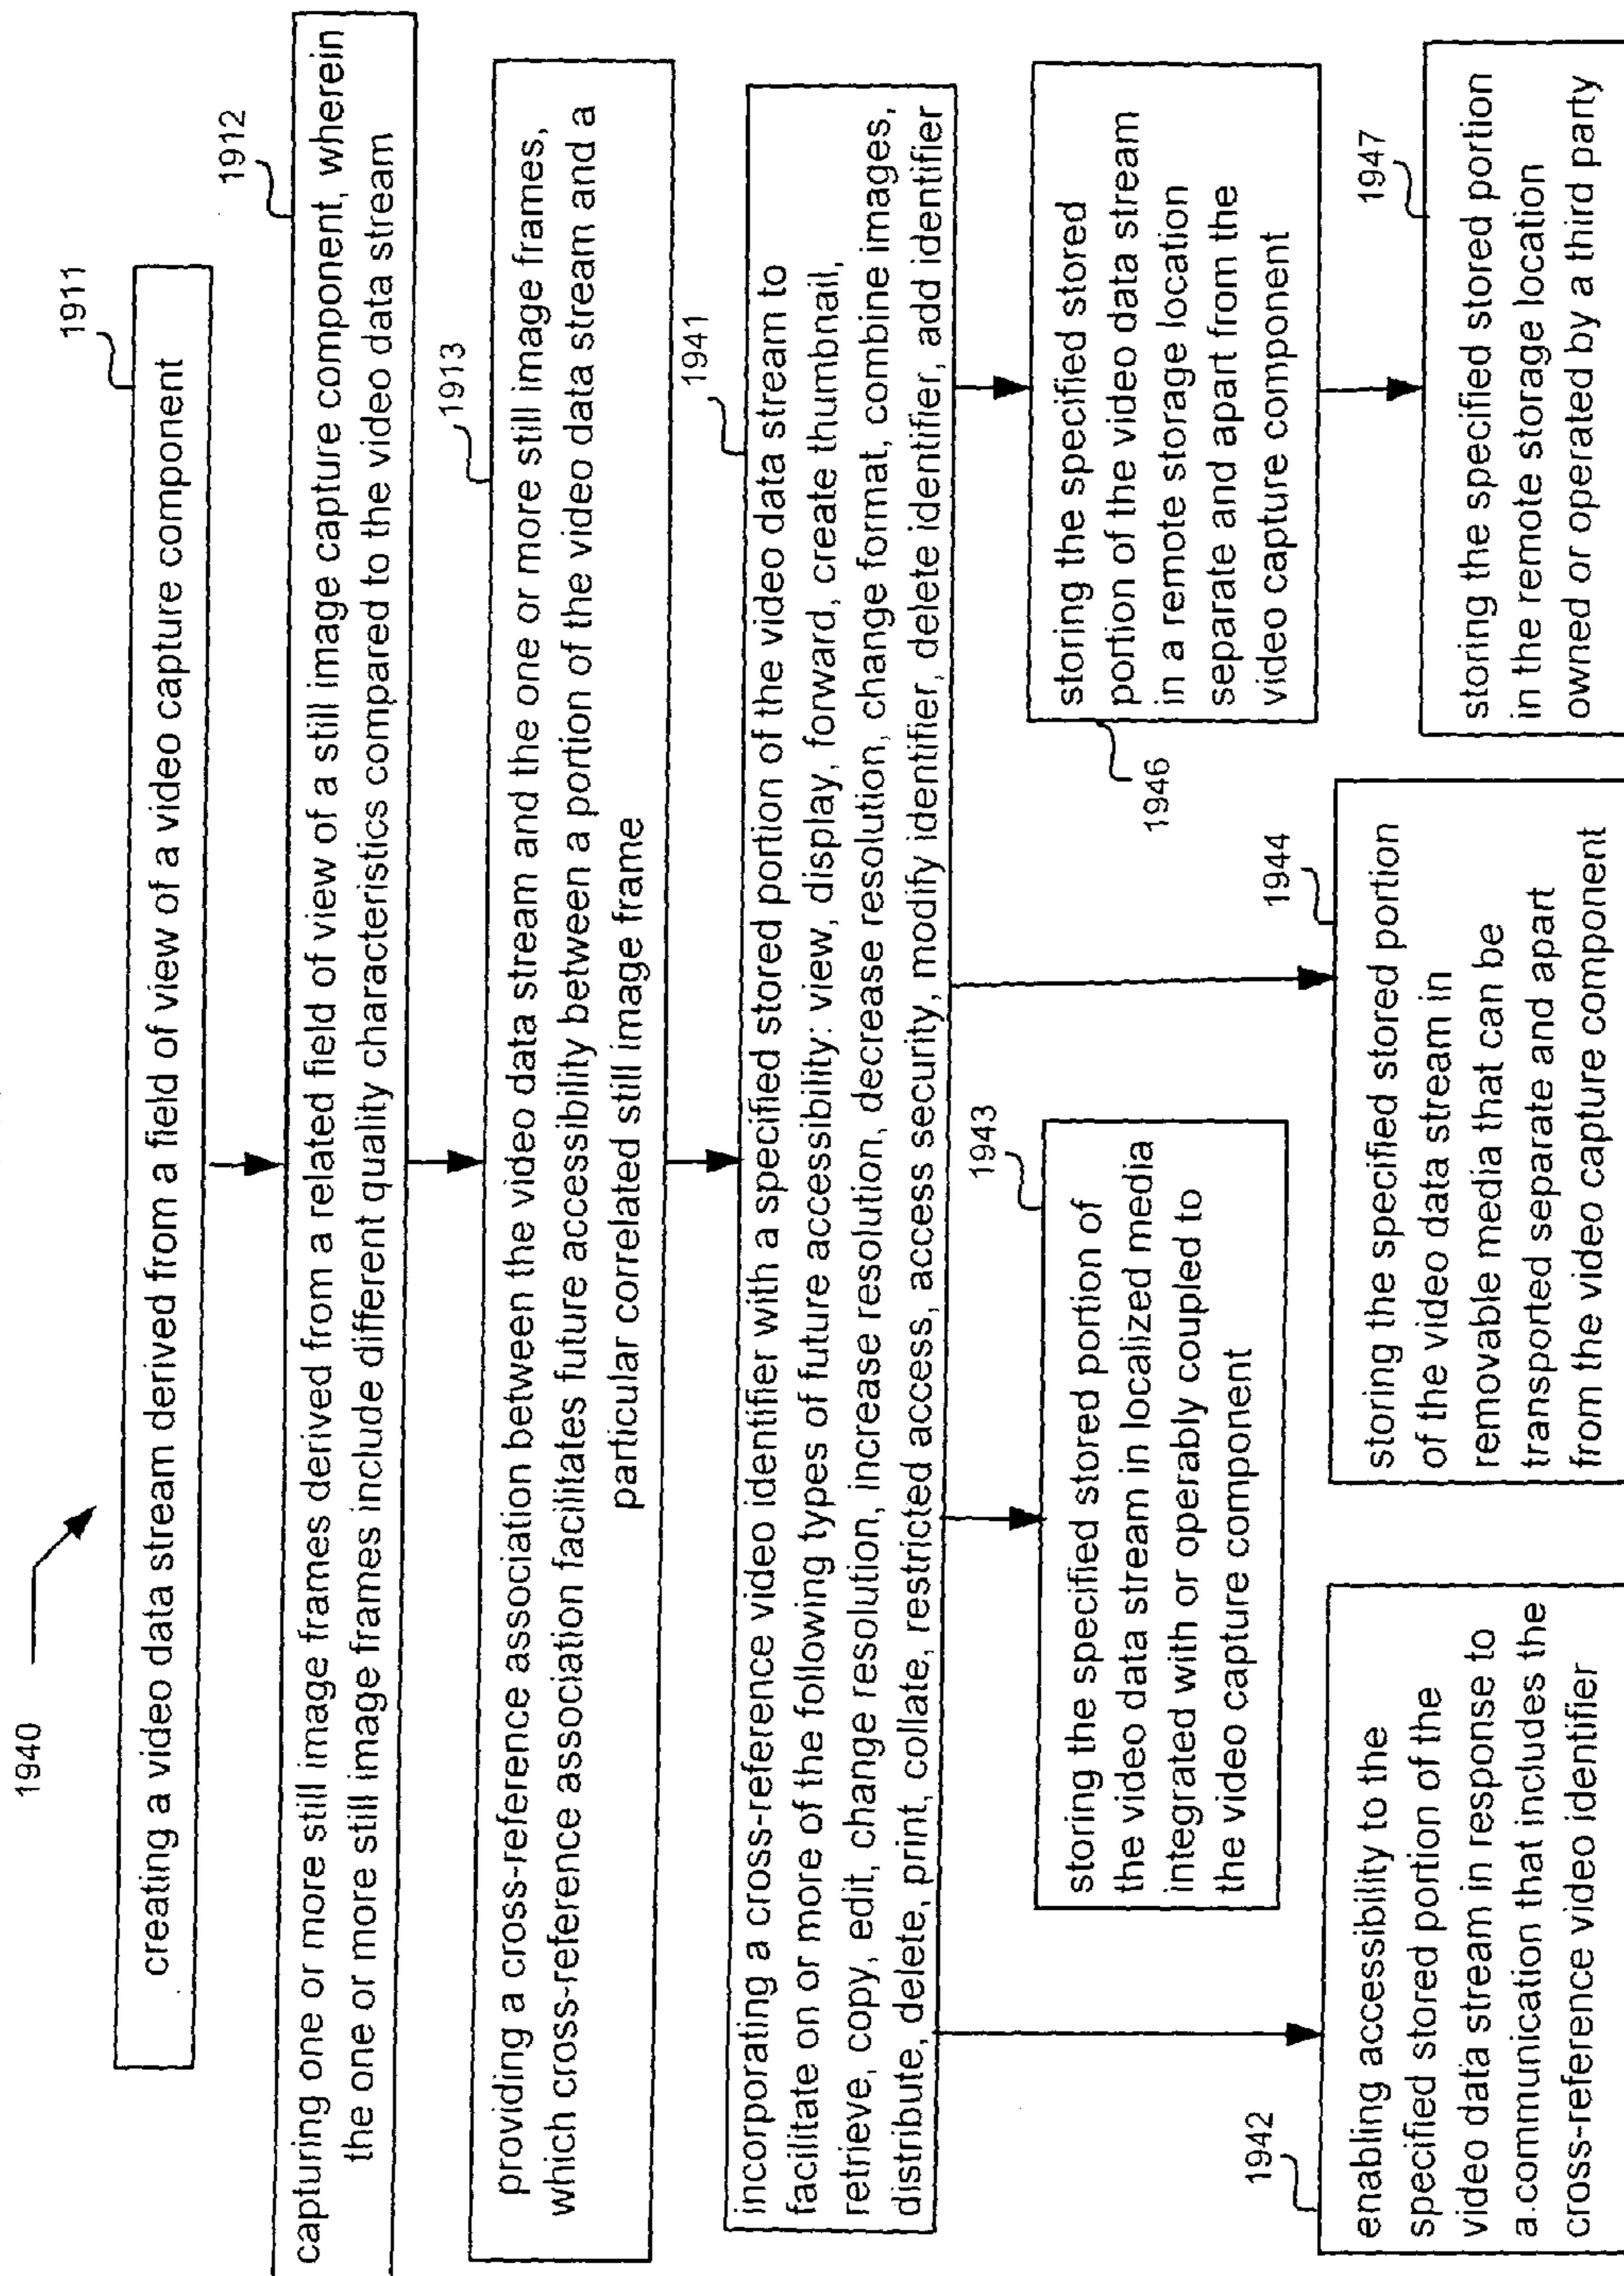 1940
1911
creating a video data stream derived from a field of view of a video capture component
1912
capturing one or more still image frames derived from a related field of view of a still image capture component, wherein
the one or more still image frames include different quality characteristics compared to the video data stream
1913
providing a cross-reference association between the video data stream and the one or more still image frames,
which cross-reference association facilitates future accessibility between a portion of the video data stream and a
particular correlated still image frame
1941
incorporating a cross-reference video identifier with a specified stored portion of the video data stream to
facilitate on or more of the following types of future accessibility: view, display, forward, create thumbnail,
retrieve, copy, edit, change resolution, increase resolution, decrease resolution, change format, combine images,
distribute, delete, print, collate, restricted access, access security, modify identifier, delete identifier, add identifier
1942
enabling accessibility to the
specified stored portion of the
video data stream in response to
a communication that includes the
cross-reference video identifier
1943
storing the specified stored portion of
the video data stream in localized media
integrated with or operably coupled to
the video capture component
1944
storing the specified stored portion
of the video data stream in
removable media that can be
transported separate and apart
from the video capture component
1946
storing the specified stored
portion of the video data stream
in a remote storage location
separate and apart from the
video capture component
1947
storing the specified stored portion
in the remote storage location
owned or operated by a third party